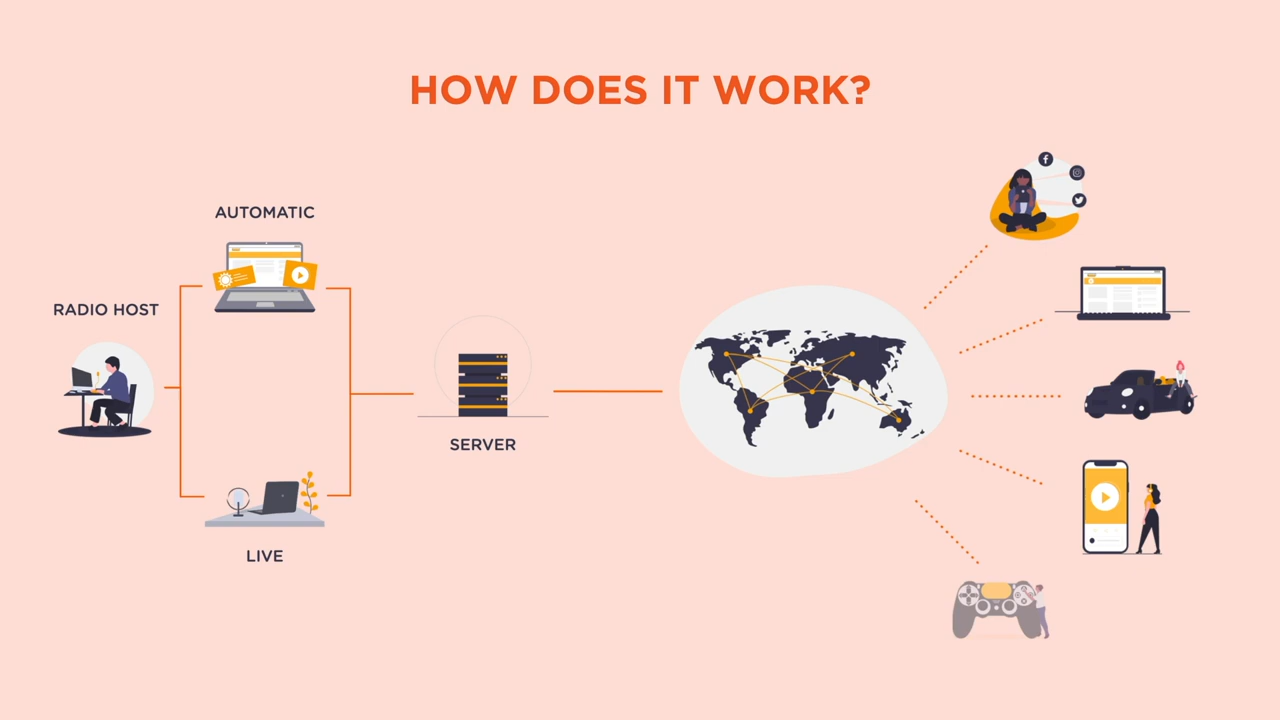 HOW DOES IT WORK?
AUTOMATIC
RADIO HOST
SERVER
LIVE